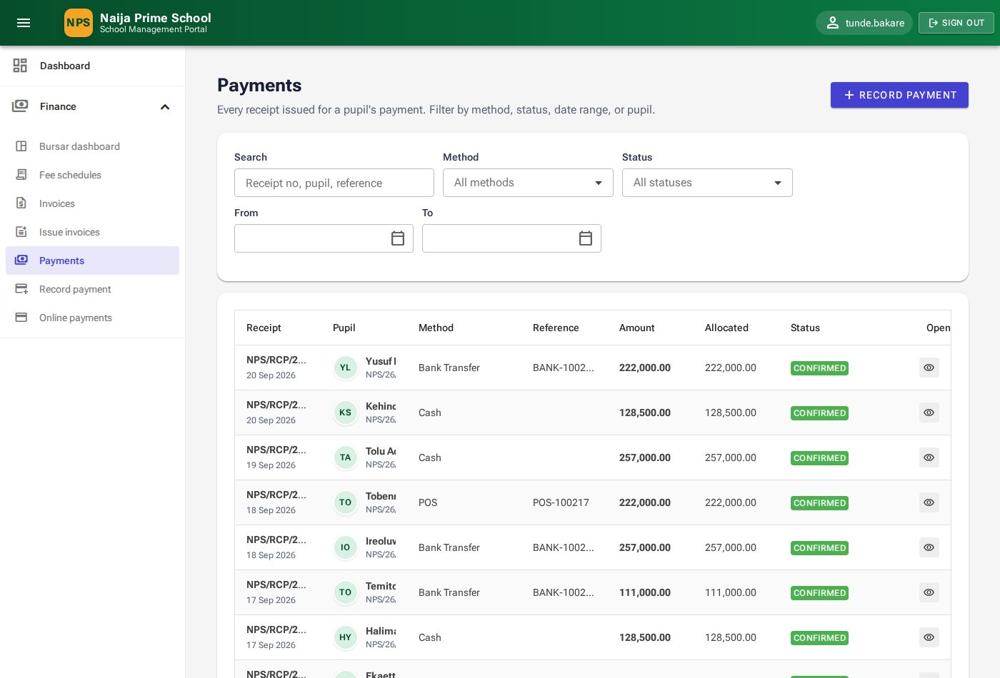 NPS
Naija Prime School
School Management Portal
tunde.bakare
SIGN OUT
Dashboard
Finance
Bursar dashboard
Fee schedules
Invoices
Issue invoices
Payments
Record payment
Online payments
Payments
Every receipt issued for a pupil's payment. Filter by method, status, date range, or pupil.
RECORD PAYMENT
Search
Method
Status
Receipt no, pupil, reference
All methods
All statuses
From
To
Receipt Pupil Method Reference Amount Allocated Status Open
NPS/RCP/2... YL Yusuf Bank Transfer BANK-1002... 222,000.00 222,000.00 CONFIRMED
20 Sep 2026 NPS/26/
NPS/RCP/2... KS Kehinc Cash 128,500.00 128,500.00 CONFIRMED
20 Sep 2026 NPS/26/
NPS/RCP/2... TA Tolu Ad Cash 257,000.00 257,000.00 CONFIRMED
19 Sep 2026 NPS/26/
NPS/RCP/2... TO Tobenn POS POS-100217 222,000.00 222,000.00 CONFIRMED
18 Sep 2026 NPS/26/
NPS/RCP/2... IO Ireoluw Bank Transfer BANK-1002... 257,000.00 257,000.00 CONFIRMED
18 Sep 2026 NPS/26/
NPS/RCP/2... TO Temito Bank Transfer BANK-1002... 111,000.00 111,000.00 CONFIRMED
17 Sep 2026 NPS/26/
NPS/RCP/2... HY Halima Cash 128,500.00 128,500.00 CONFIRMED
17 Sep 2026 NPS/26/
NPS/RCP/2... Ekaett